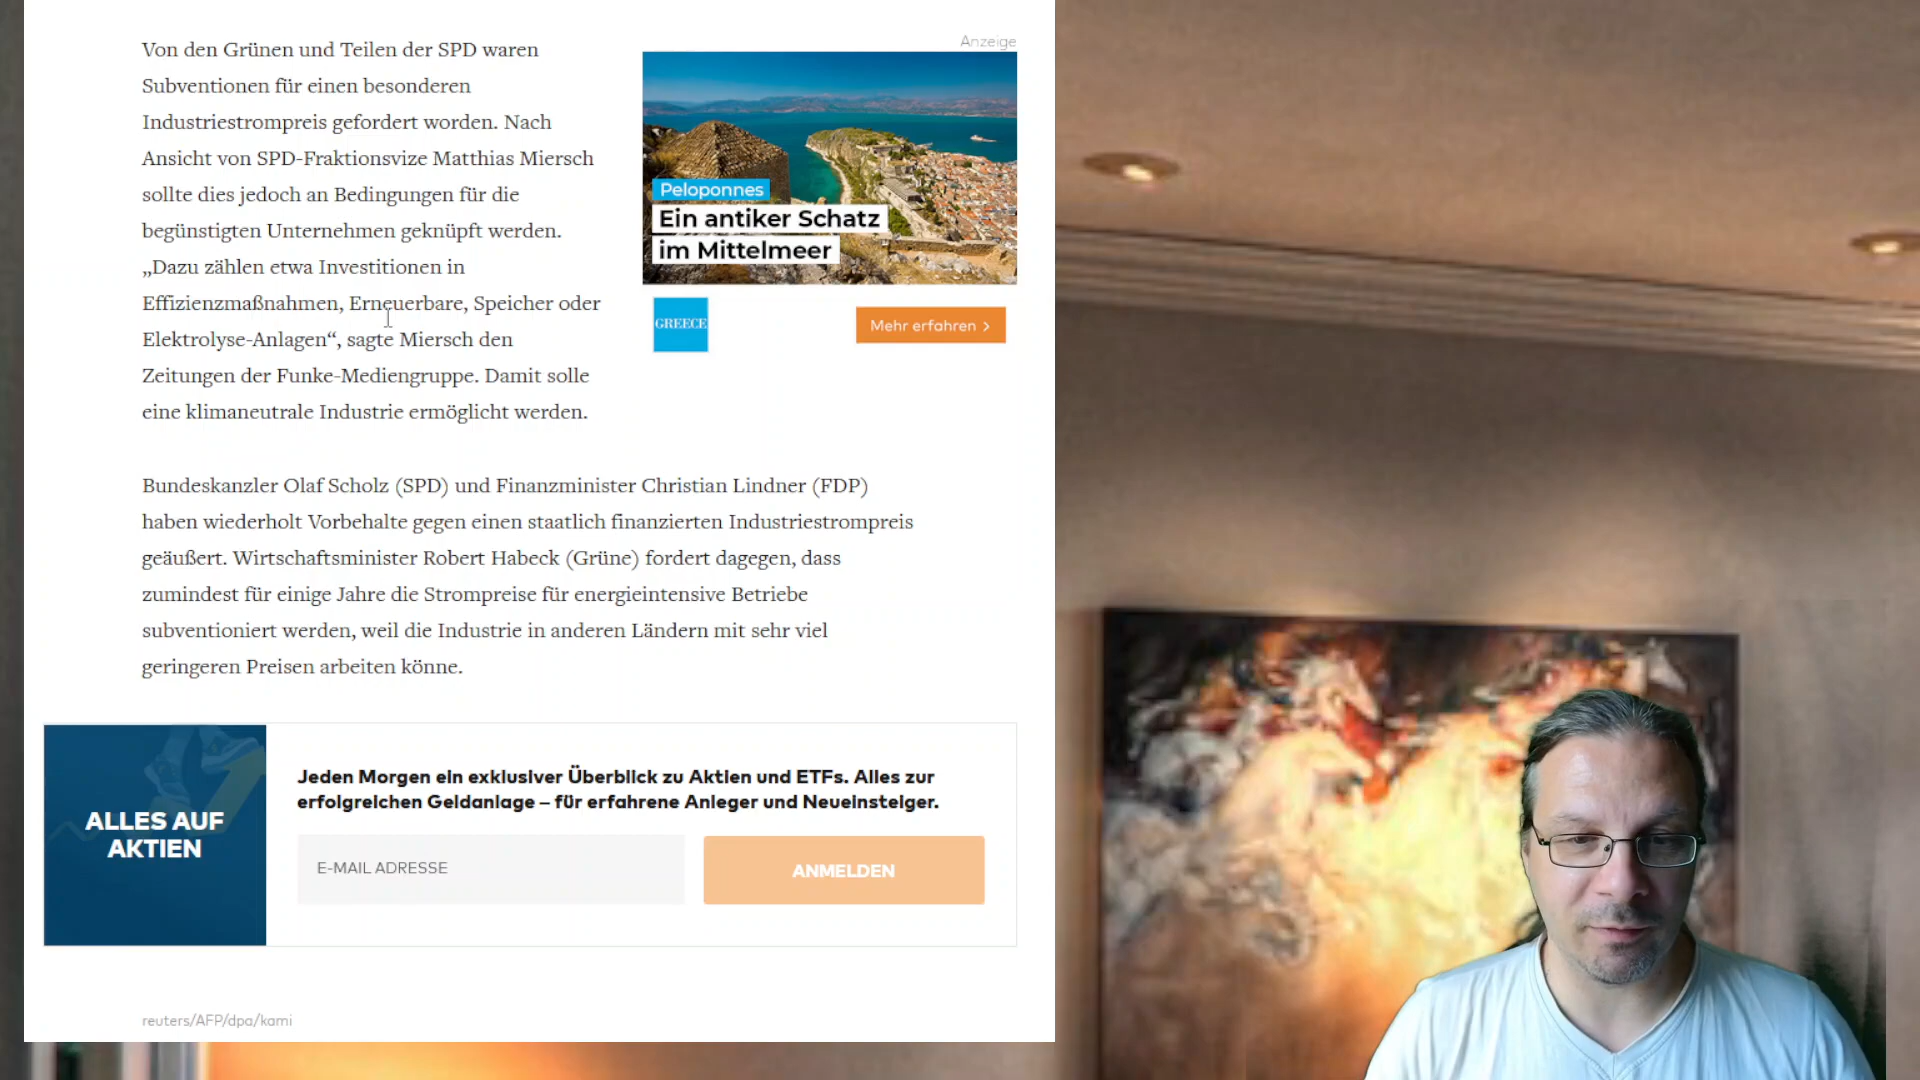 Von den Grünen und Teilen der SPD waren
Subventionen für einen besonderen
Industriestrompreis gefordert worden. Nach
Ansicht von SPD-Fraktionsvize Matthias Miersch
sollte dies jedoch an Bedingungen für die
begünstigten Unternehmen geknüpft werden.
„Dazu zählen etwa Investitionen in
Effizienzmaßnahmen, Erneuerbare, Speicher oder
Elektrolyse-Anlagen“, sagte Miersch den
Zeitungen der Funke-Mediengruppe. Damit solle
eine klimaneutrale Industrie ermöglicht werden.
Anzeige
Peloponnes
Ein antiker Schatz
im Mittelmeer
GREECE
Mehr erfahren
Bundeskanzler Olaf Scholz (SPD) und Finanzminister Christian Lindner (FDP)
haben wiederholt Vorbehalte gegen einen staatlich finanzierten Industriestrompreis
geäußert. Wirtschaftsminister Robert Habeck (Grüne) fordert dagegen, dass
zumindest für einige Jahre die Strompreise für energieintensive Betriebe
subventioniert werden, weil die Industrie in anderen Ländern mit sehr viel
geringeren Preisen arbeiten könne.
ALLES AUF
AKTIEN
Jeden Morgen ein exklusiver Überblick zu Aktien und ETFs. Alles zur
erfolgreichen Geldanlage – für erfahrene Anleger und Neueinsteiger.
E-MAIL ADRESSE
ANMELDEN
reuters/AFP/dpa/kami